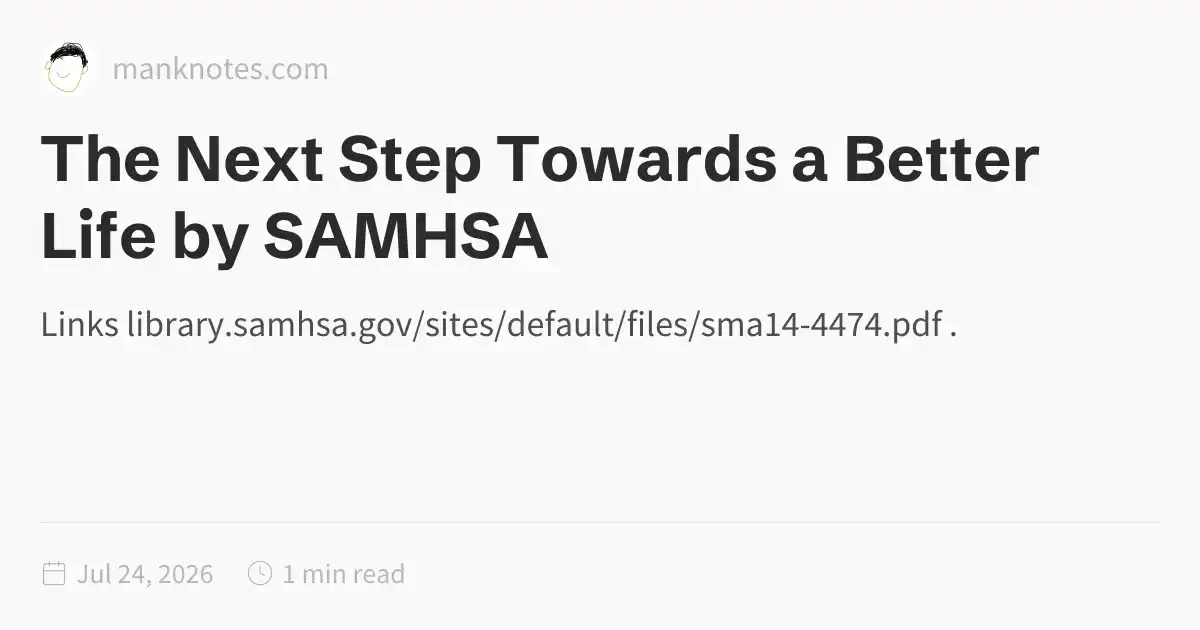 manknotes.com
The Next Step Towards a Better
Life by SAMHSA
Links library.samhsa.gov/sites/default/files/sma14-4474.pdf .
Jul 24, 2026 1 min read